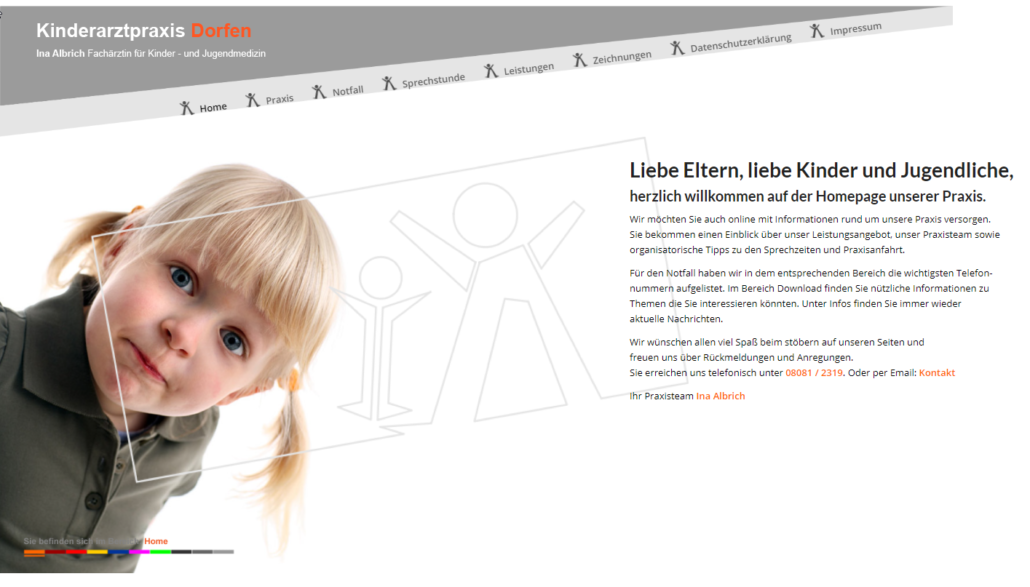 Kinderarztpraxis Dorfen
Ina Albrich Fachärztin für Kinder - und Jugendmedizin
Home
Praxis
Notfall
Sprechstunde
Leistungen
Zeichnungen
Datenschutzerklärung
Impressum
Liebe Eltern, liebe Kinder und Jugendliche,
herzlich willkommen auf der Homepage unserer Praxis.
Wir möchten Sie auch online mit Informationen rund um unsere Praxis versorgen.
Sie bekommen einen Einblick über unser Leistungsangebot, unser Praxisteam sowie
organisatorische Tipps zu den Sprechzeiten und Praxisanfahrt.
Für den Notfall haben wir in dem entsprechenden Bereich die wichtigsten Telefon-
nummern aufgelistet. Im Bereich Download finden Sie nützliche Informationen zu
Themen die Sie interessieren könnten. Unter Infos finden Sie immer wieder
aktuelle Nachrichten.
Wir wünschen allen viel Spaß beim stöbern auf unseren Seiten und
freuen uns über Rückmeldungen und Anregungen.
Sie erreichen uns telefonisch unter 08081 / 2319. Oder per Email: Kontakt
Ihr Praxisteam Ina Albrich
Sie befinden sich Home